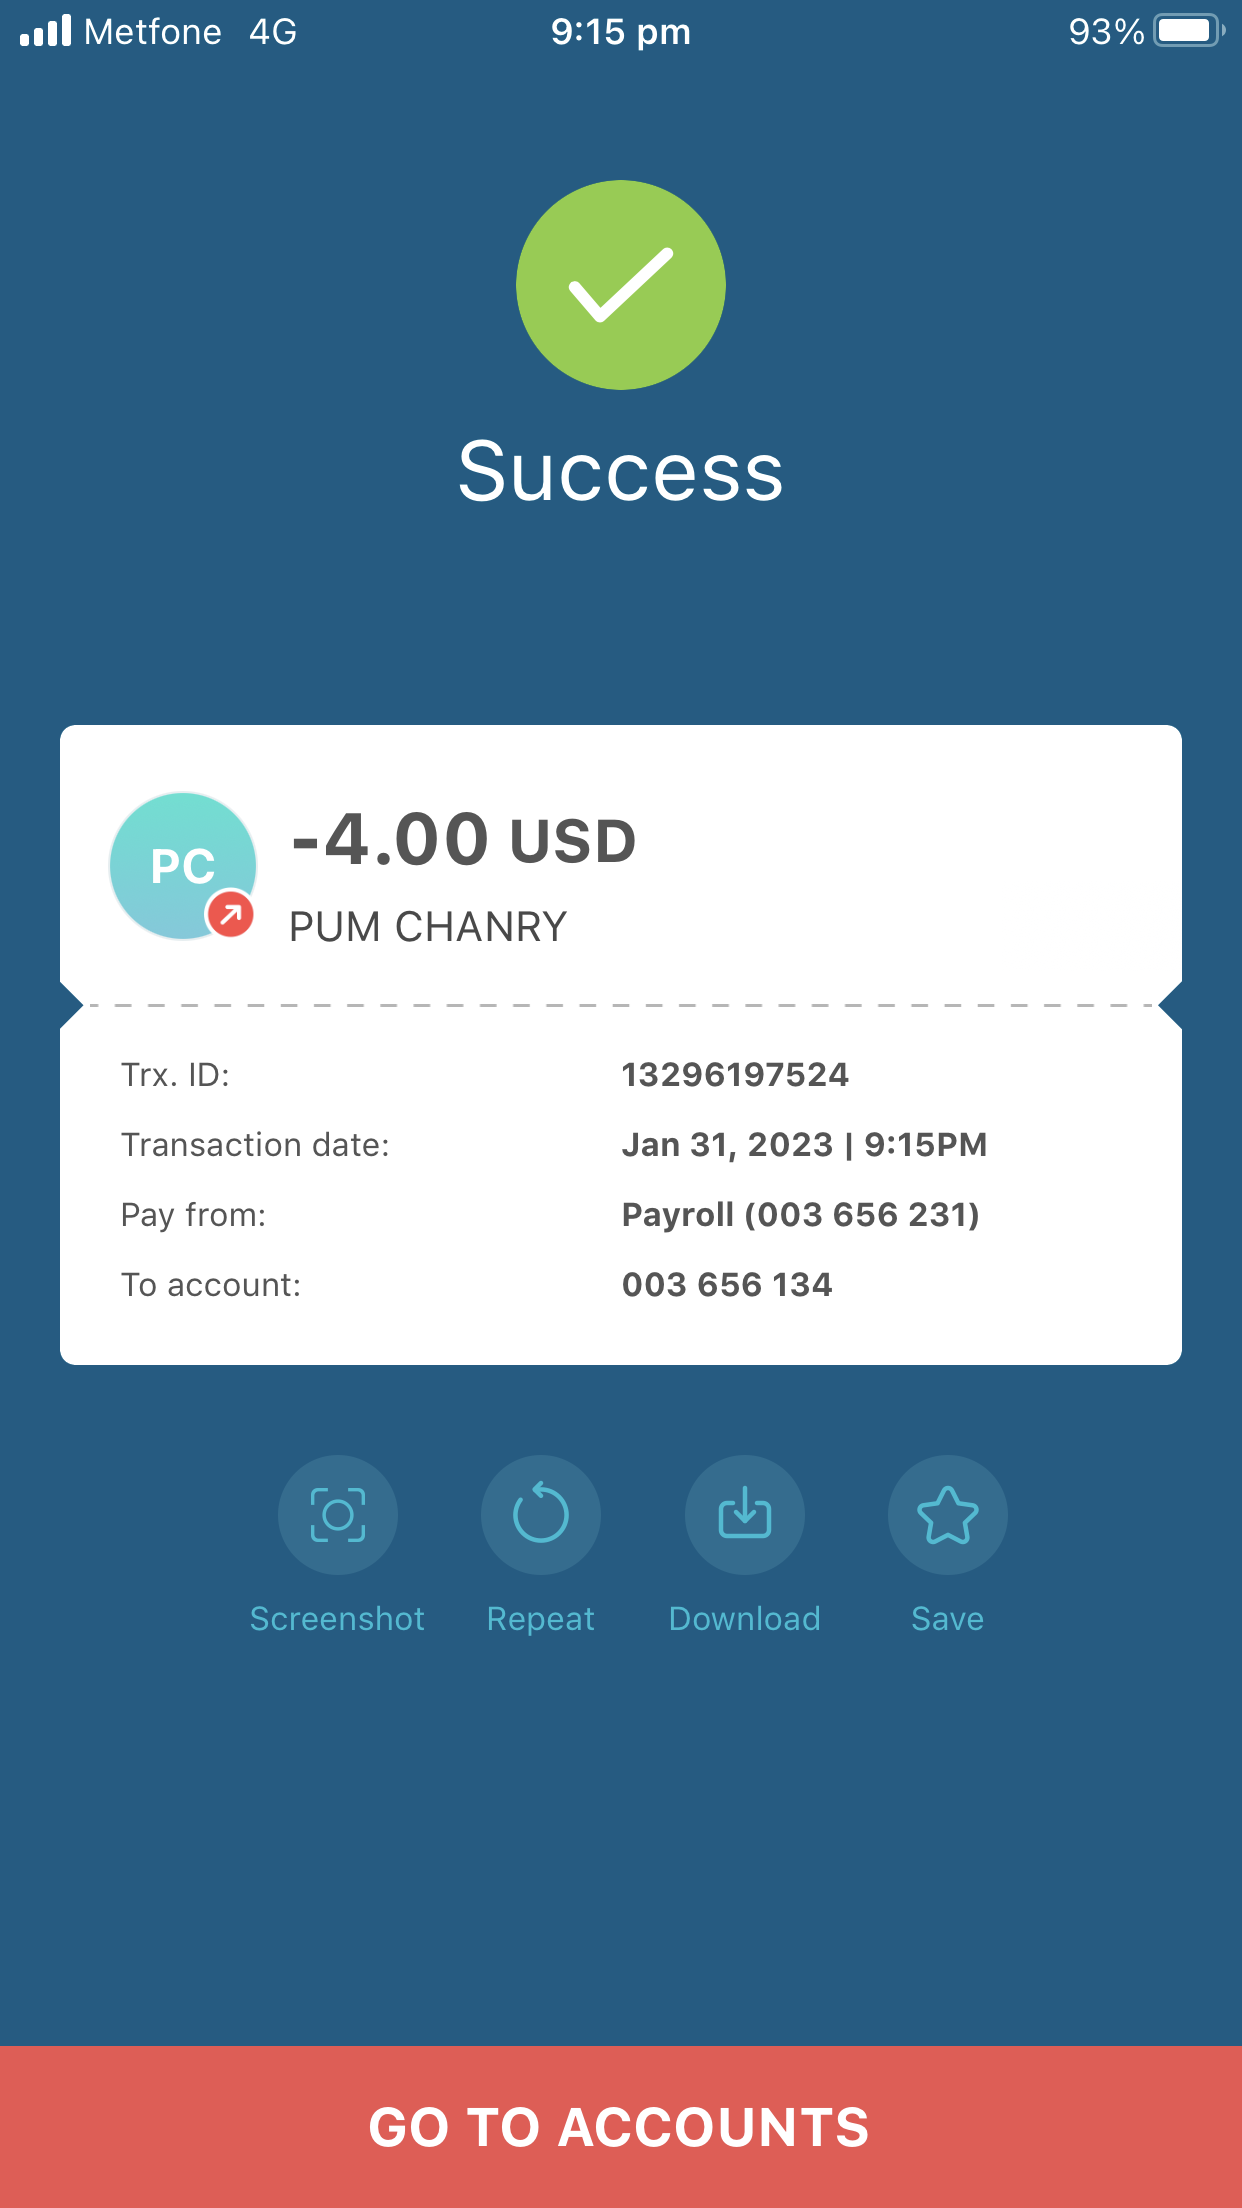 Metfone 4G 9:15 pm 93%
Success
PC
-4.00 USD
PUM CHANRY
Trx. ID: 13296197524
Transaction date: Jan 31, 2023 | 9:15PM
Pay from: Payroll (003 656 231)
To account: 003 656 134
Screenshot Repeat Download Save
GO TO ACCOUNTS